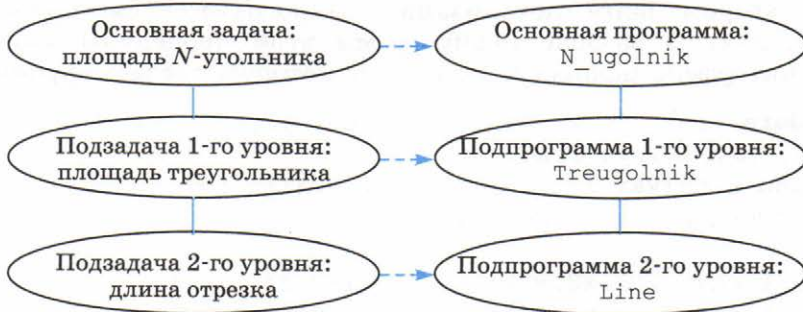 Основная задача:
площадь N-угольника
Основная программа:
N_ugolnik
Подзадача 1-го уровня:
площадь треугольника
Подпрограмма 1-го уровня:
Treugolnik
Подзадача 2-го уровня:
длина отрезка
Подпрограмма 2-го уровня:
Line